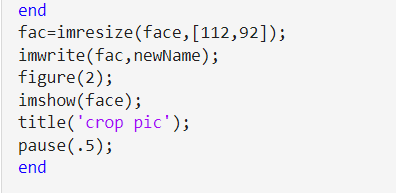 end
fac=imresize(face,[112,92]);
imwrite(fac,newName);
figure(2);
imshow(face);
title('crop pic');
pause(.5);
end